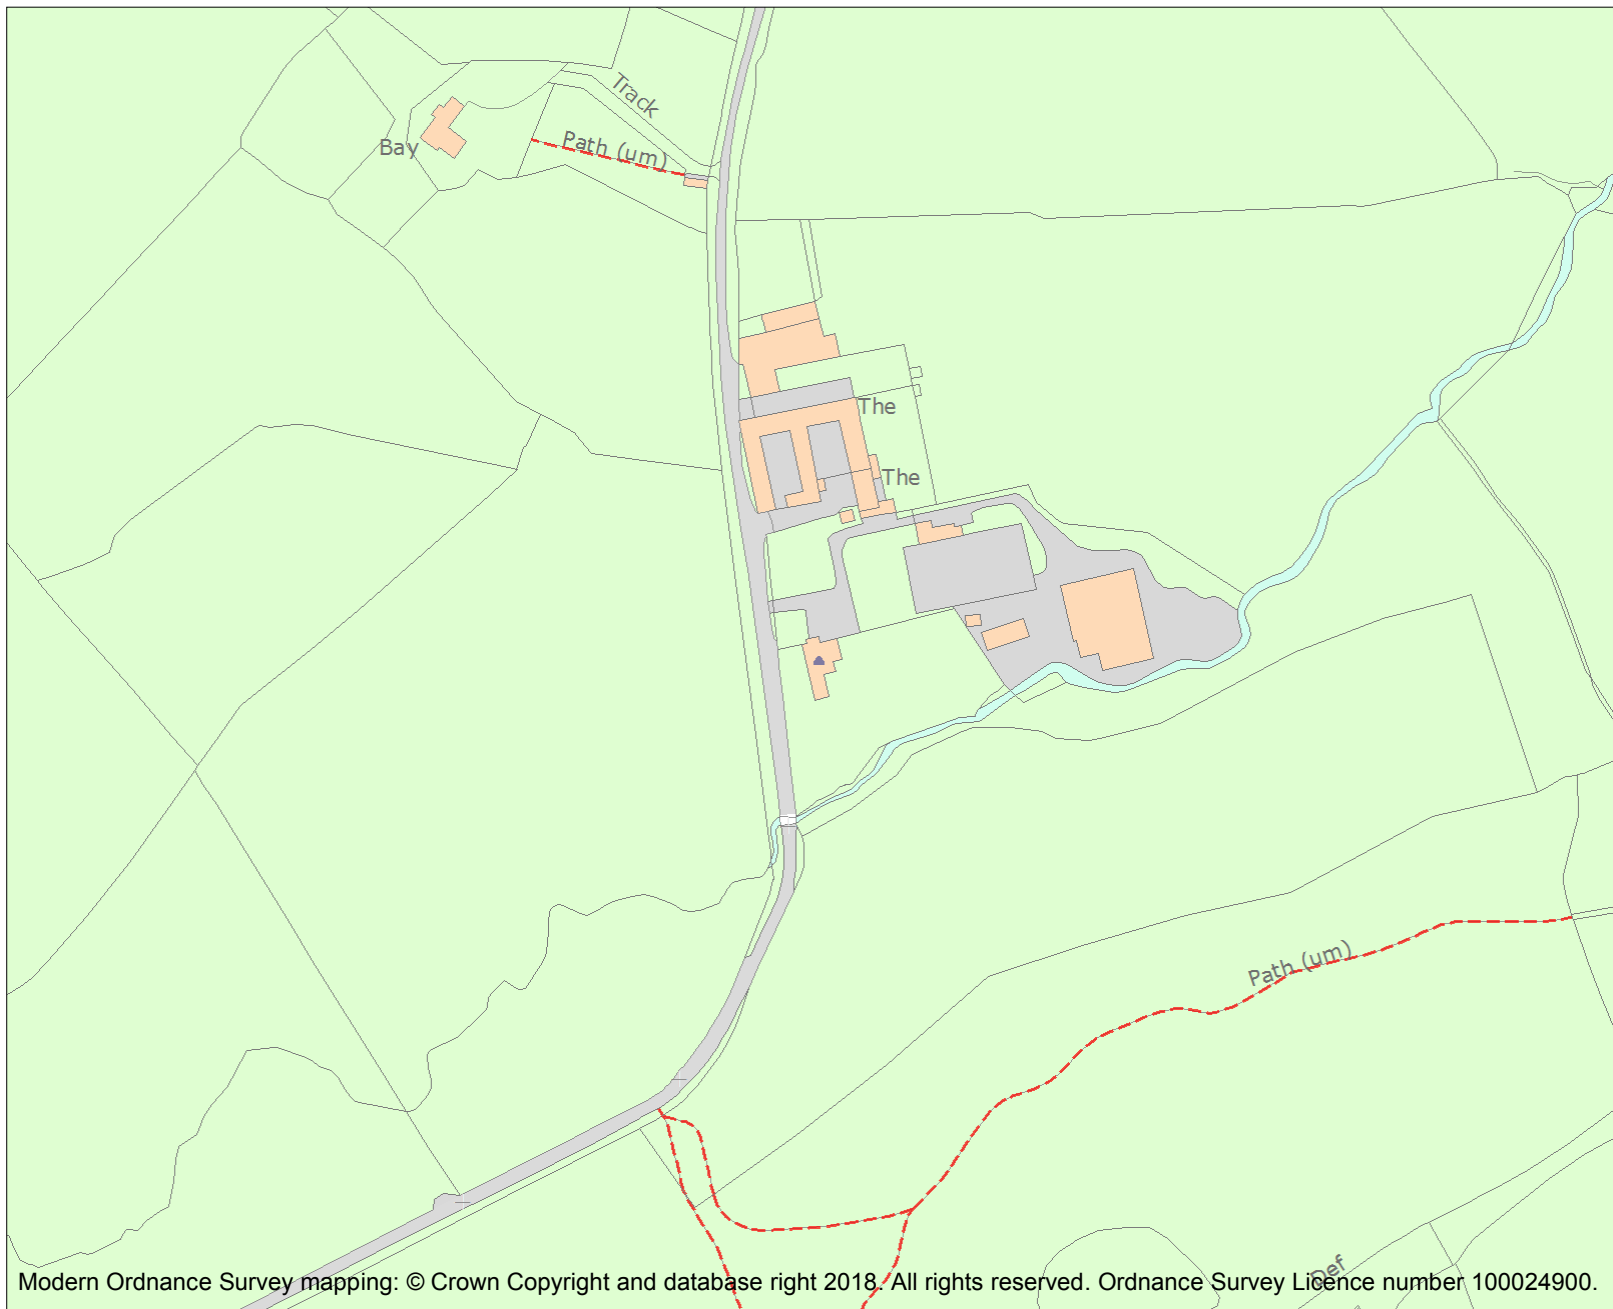 Track
Path (um)
Bay
The
The
Path (um)
Def
Modern Ordnance Survey mapping: © Crown Copyright and database right 2018. All rights reserved. Ordnance Survey Licence number 100024900.